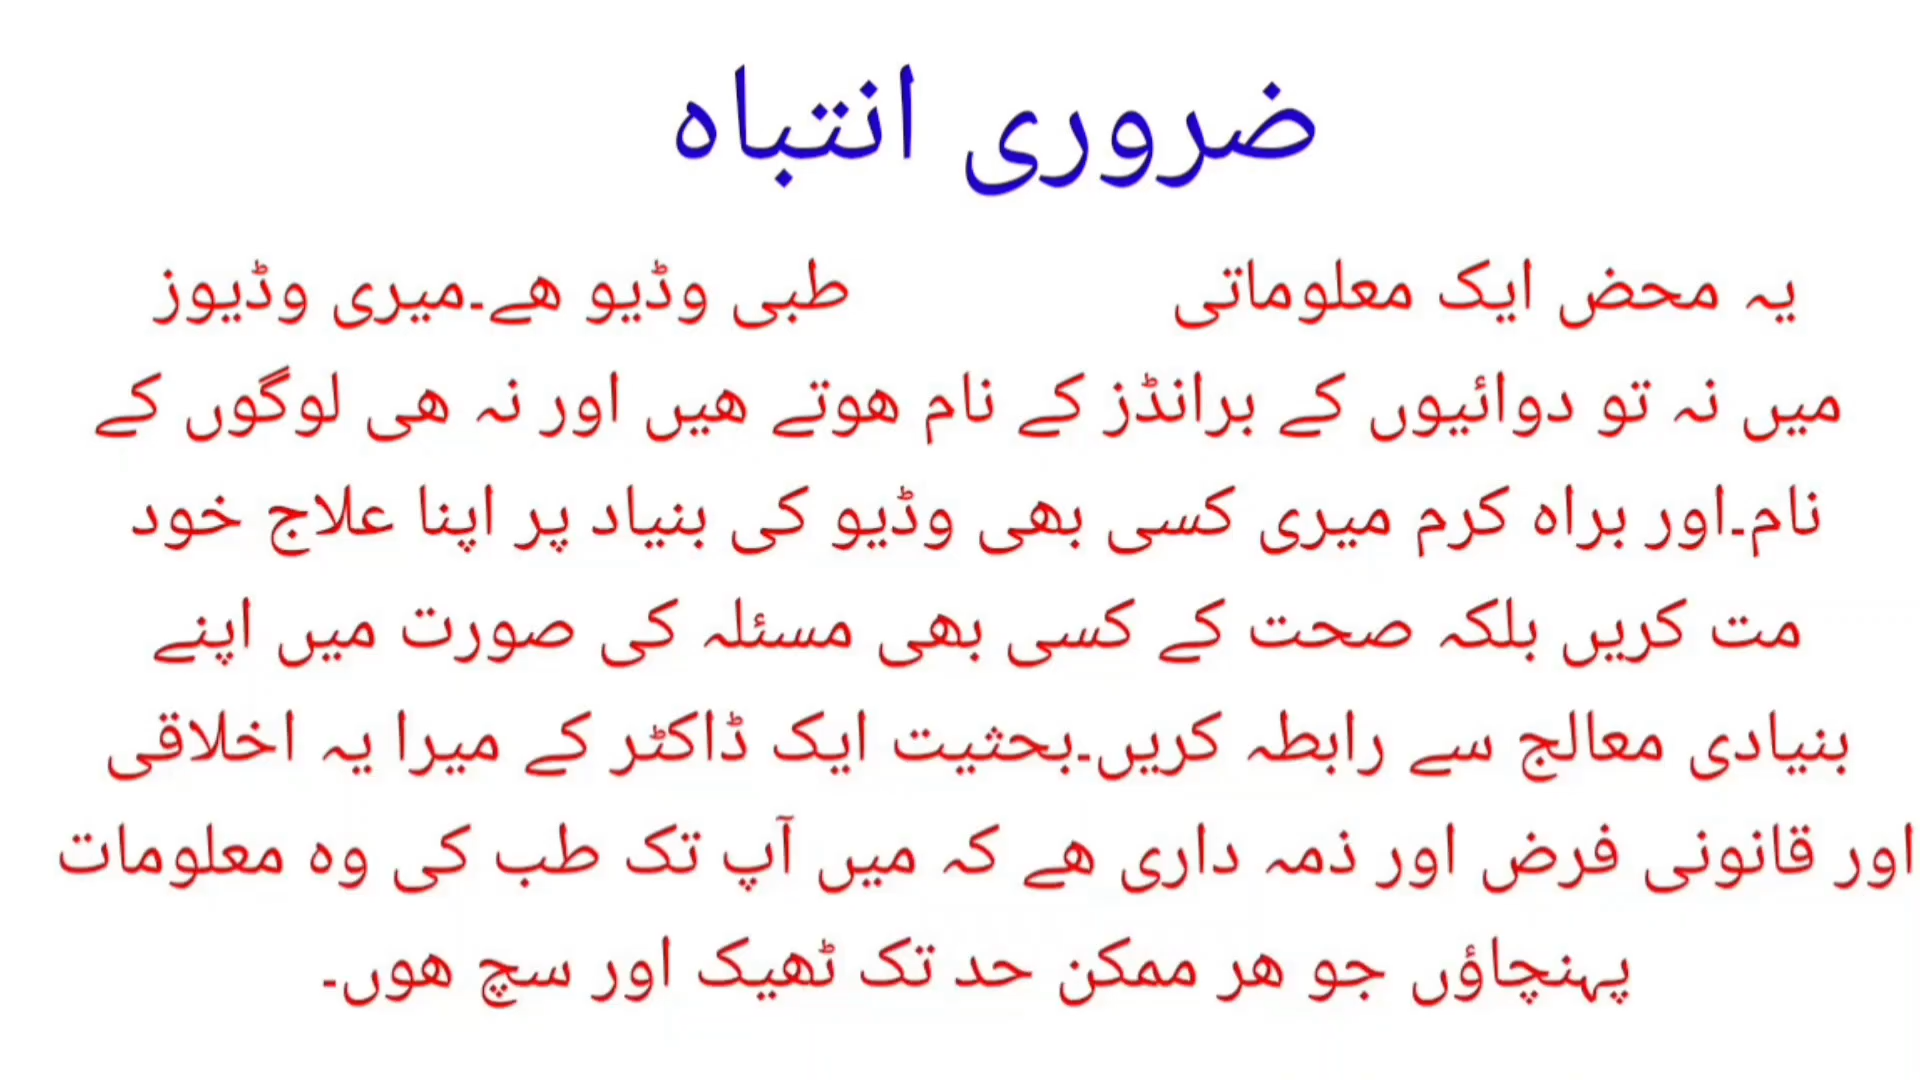 ضروری انتباہ
یہ محض ایک معلوماتی طبی وڈیو ھے۔میری وڈیوز
میں نہ تو دوائیوں کے برانڈز کے نام ھوتے ھیں اور نہ ھی لوگوں کے
نام۔اور براہ کرم میری کسی بھی وڈیو کی بنیاد پر اپنا علاج خود
مت کریں بلکہ صحت کے کسی بھی مسئلہ کی صورت میں اپنے
بنیادی معالج سے رابطہ کریں۔بحثیت ایک ڈاکٹر کے میرا یہ اخلاقی
اور قانونی فرض اور ذمہ داری ھے کہ میں آپ تک طب کی وہ معلومات
پہنچاؤں جو ھر ممکن حد تک ٹھیک اور سچ ھوں۔